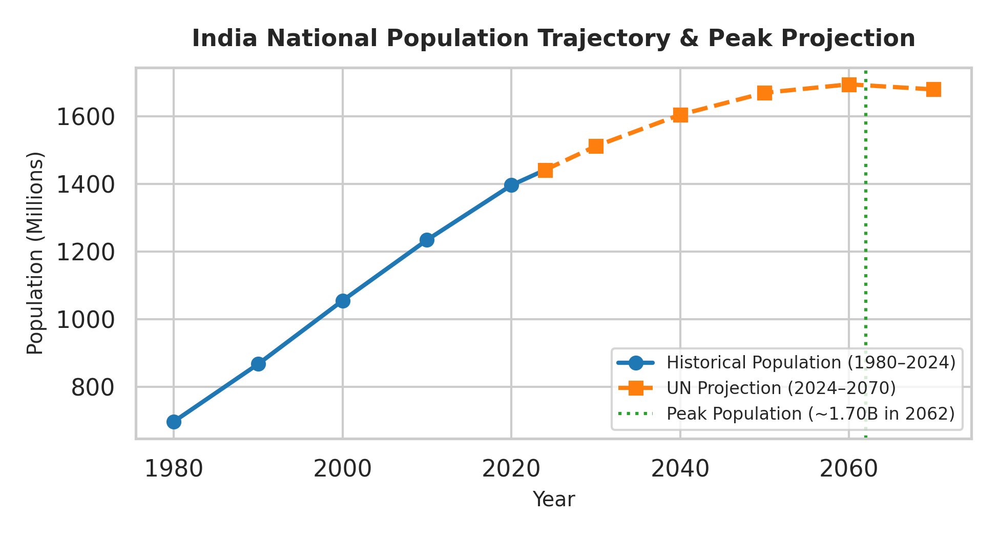 India National Population Trajectory & Peak Projection
Population (Millions)
1600
1400
1200
1000
800
Historical Population (1980–2024)
UN Projection (2024–2070)
Peak Population (~1.70B in 2062)
1980 2000 2020 2040 2060
Year